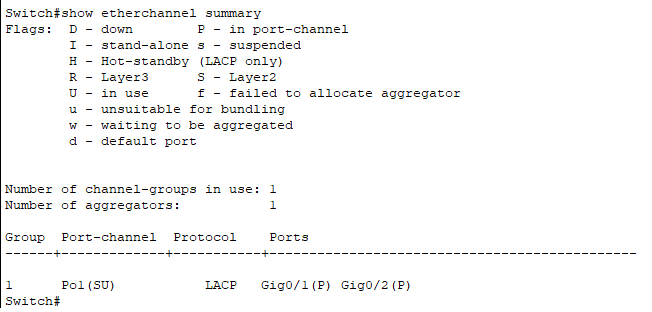 Switch#show etherchannel summary
Flags:  D - down        P - in port-channel
        I - stand-alone s - suspended
        H - Hot-standby (LACP only)
        R - Layer3      S - Layer2
        U - in use      f - failed to allocate aggregator
        u - unsuitable for bundling
        w - waiting to be aggregated
        d - default port
Number of channel-groups in use: 1
Number of aggregators:           1
Group  Port-channel  Protocol    Ports
------+-------------+-----------+----------------------------------------------
1      Po1(SU)           LACP   Gig0/1(P) Gig0/2(P)
Switch#